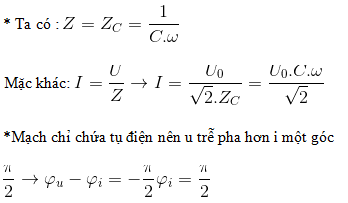 * Ta có : Z = Z_C = 1/(C.ω)
Mặc khác: I = U/Z → I = U_0/(√2.Z_C) = U_0.C.ω/√2
*Mạch chỉ chứa tụ điện nên u trễ pha hơn i một góc
π/2 → φ_u − φ_i = −π/2 φ_i = π/2